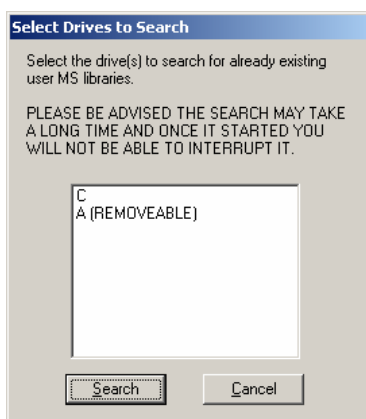 Select Drives to Search
Select the drive(s) to search for already existing
user MS libraries.
PLEASE BE ADVISED THE SEARCH MAY TAKE
A LONG TIME AND ONCE IT STARTED YOU
WILL NOT BE ABLE TO INTERRUPT IT.
C
A (REMOVEABLE)
Search Cancel